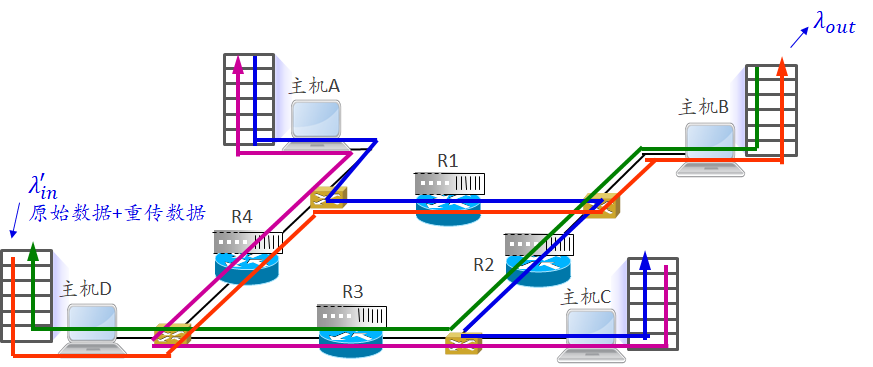 λout
主机A
主机B
R1
λ′in
原始数据+重传数据
R4
R2
主机D
R3
主机C